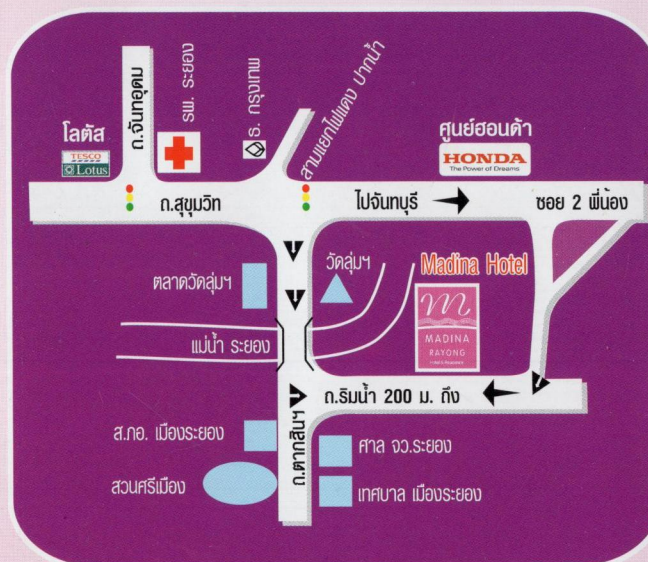 โลตัส
TESCO
Lotus
ถ.จันทอุดม
รพ. ระยอง
ธ. กรุงเทพ
สามแยกไฟแดง ปากน้ำ
ศูนย์ฮอนด้า
HONDA
The Power of Dreams
ถ.สุขุมวิท
ไปจันทบุรี
ซอย 2 พี่น้อง
ตลาดวัดลุ่มฯ
วัดลุ่มฯ
Madina Hotel
m
MADINA
RAYONG
แม่น้ำ ระยอง
ถ.ริมน้ำ 200 ม. ถึง
ถ.ตากสินฯ
ส.ภอ. เมืองระยอง
ศาล จว.ระยอง
สวนศรีเมือง
เทศบาล เมืองระยอง